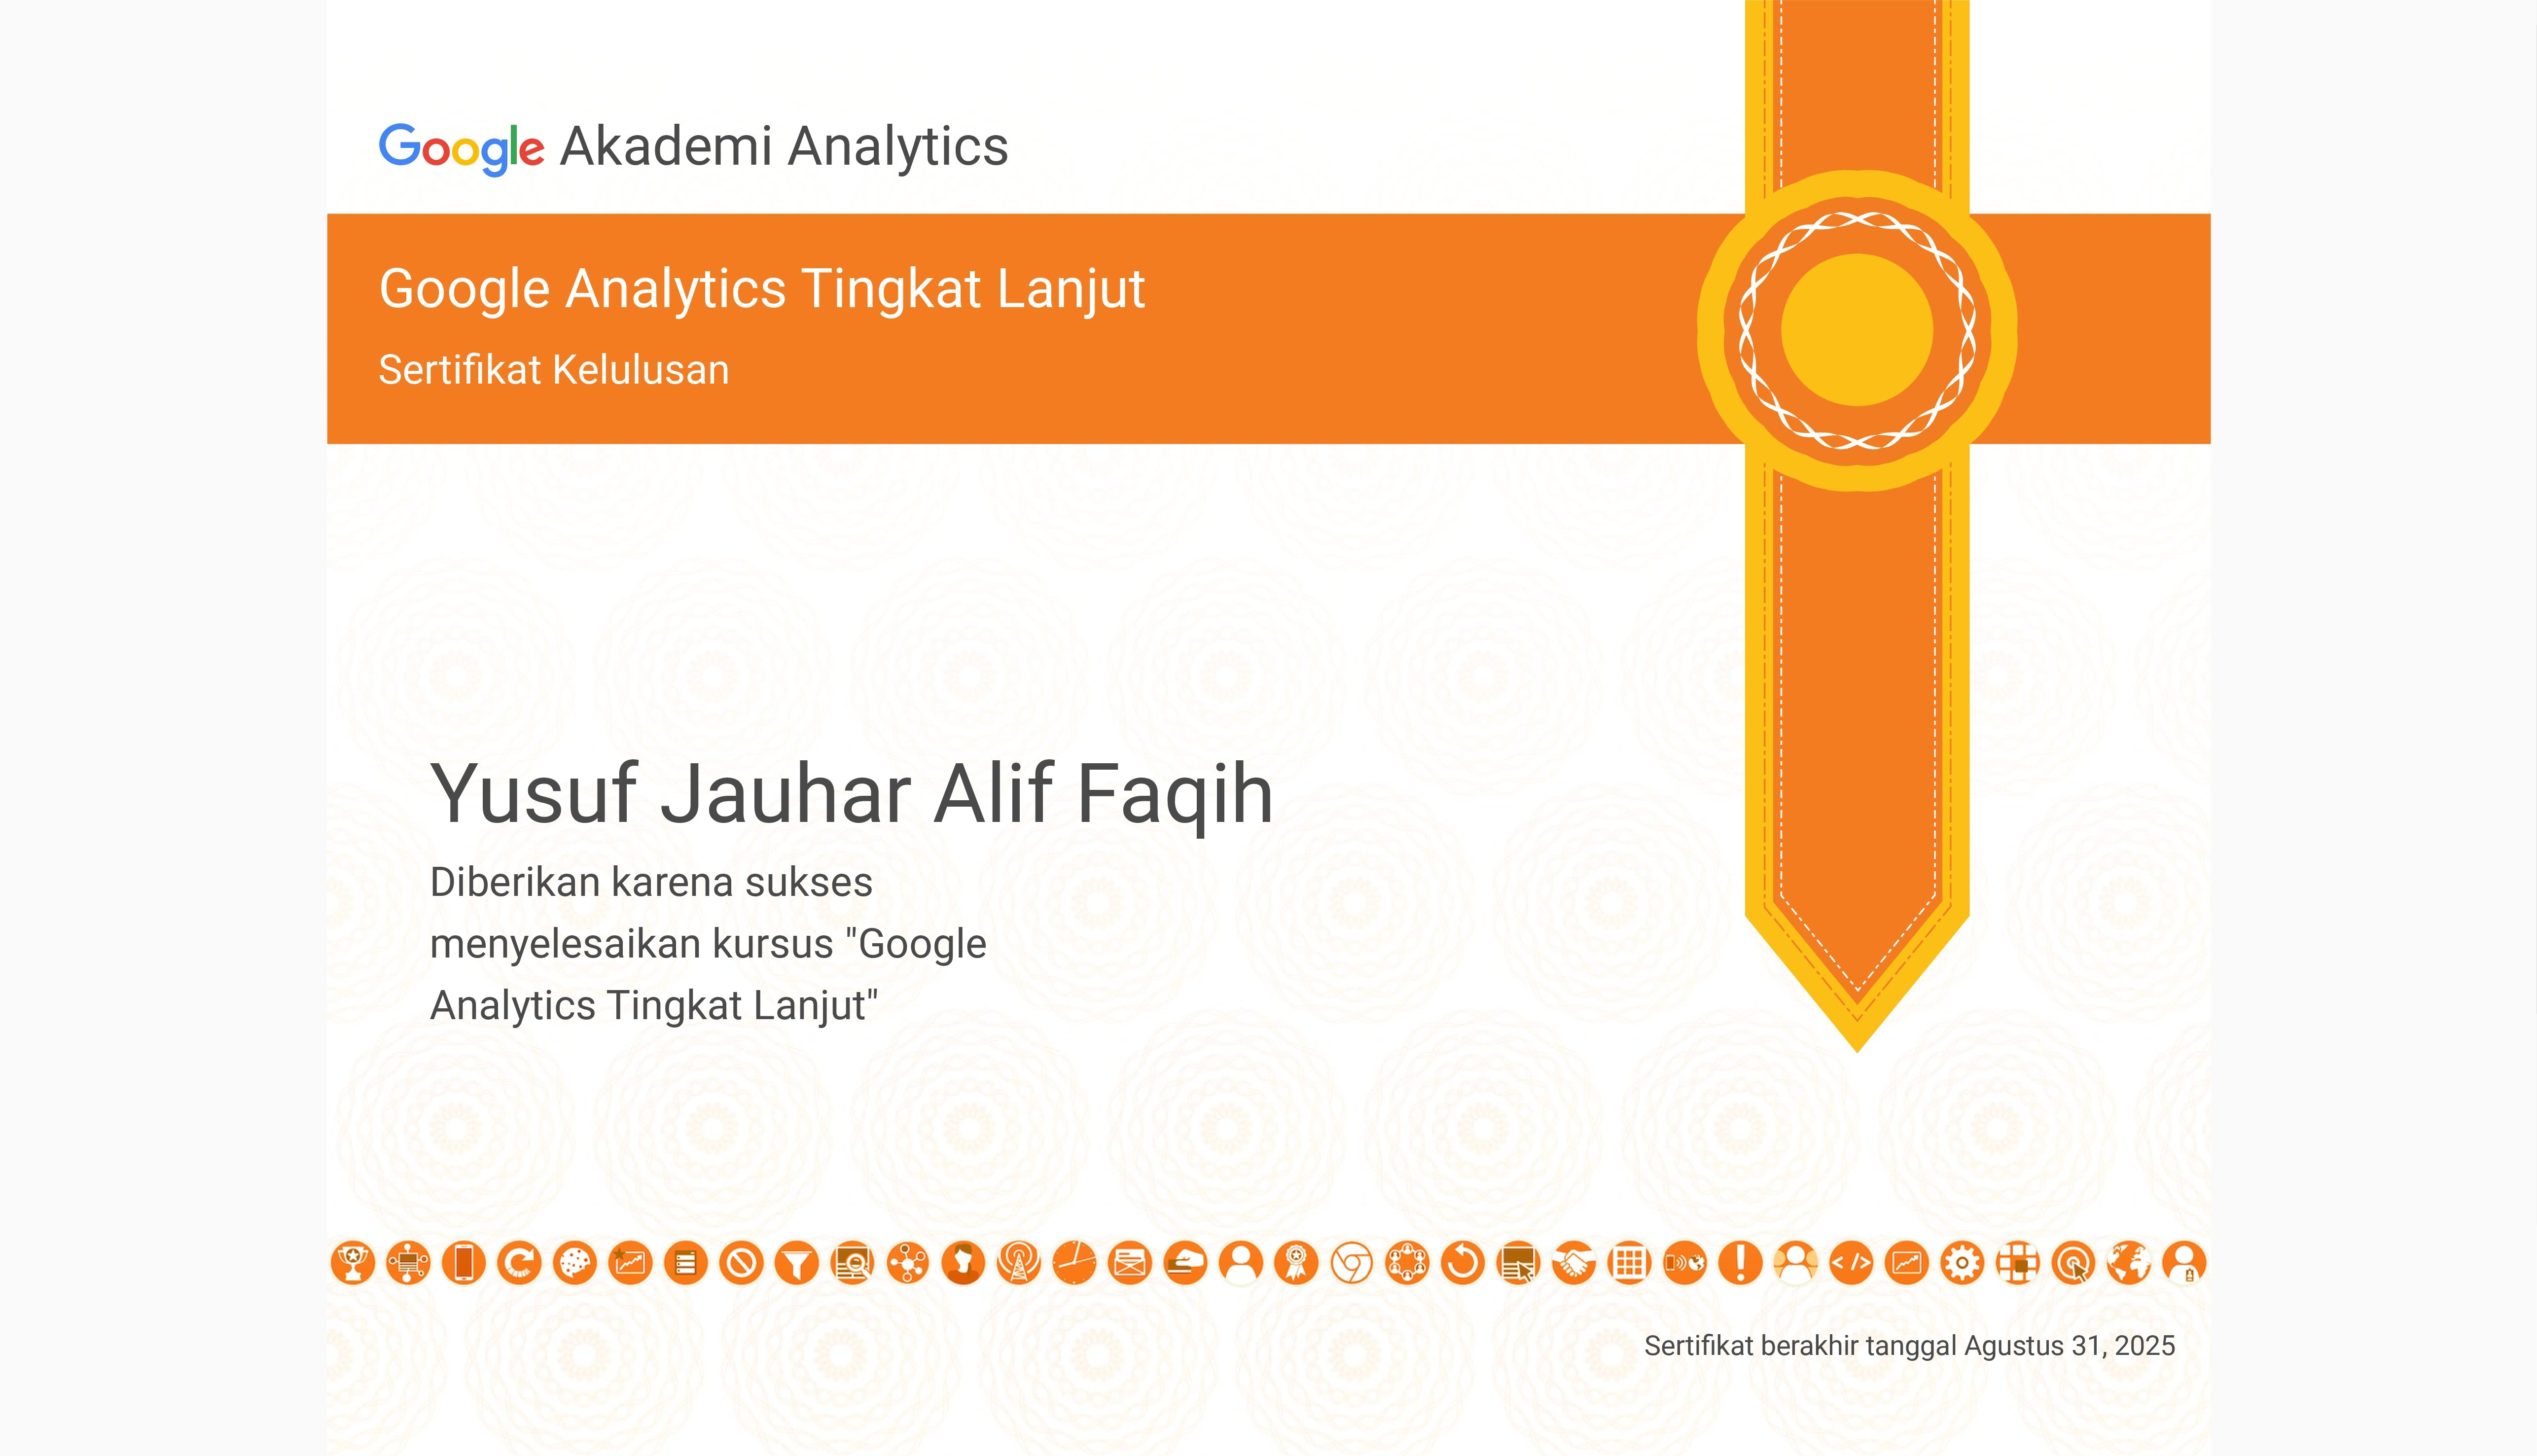 Google Akademi Analytics
Google Analytics Tingkat Lanjut
Sertifikat Kelulusan
Yusuf Jauhar Alif Faqih
Diberikan karena sukses
menyelesaikan kursus "Google
Analytics Tingkat Lanjut"
Sertifikat berakhir tanggal Agustus 31, 2025